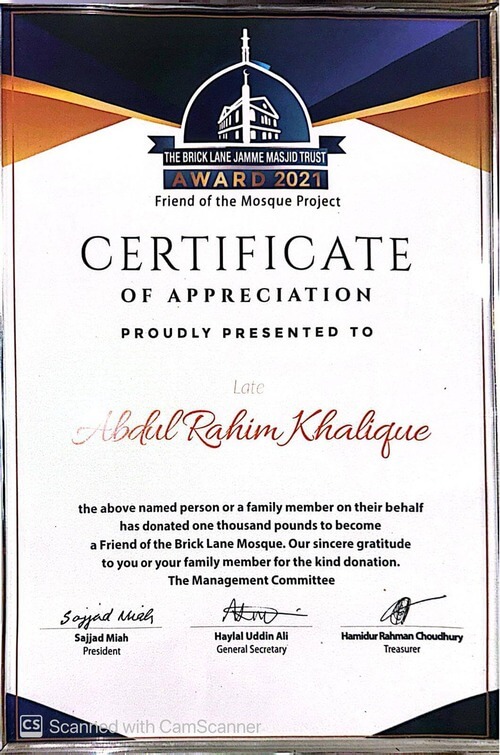 THE BRICK LANE JAMME MASJID TRUST
AWARD 2021
Friend of the Mosque Project
CERTIFICATE
OF APPRECIATION
PROUDLY PRESENTED TO
Late
Abdul Rahim Khalique
the above named person or a family member on their behalf
has donated one thousand pounds to become
a Friend of the Brick Lane Mosque. Our sincere gratitude
to you or your family member for the kind donation.
The Management Committee
Sajjad Miah
Sajjad Miah Haylal Uddin Ali Hamidur Rahman Choudhury
President General Secretary Treasurer
CS Scanned with CamScanner